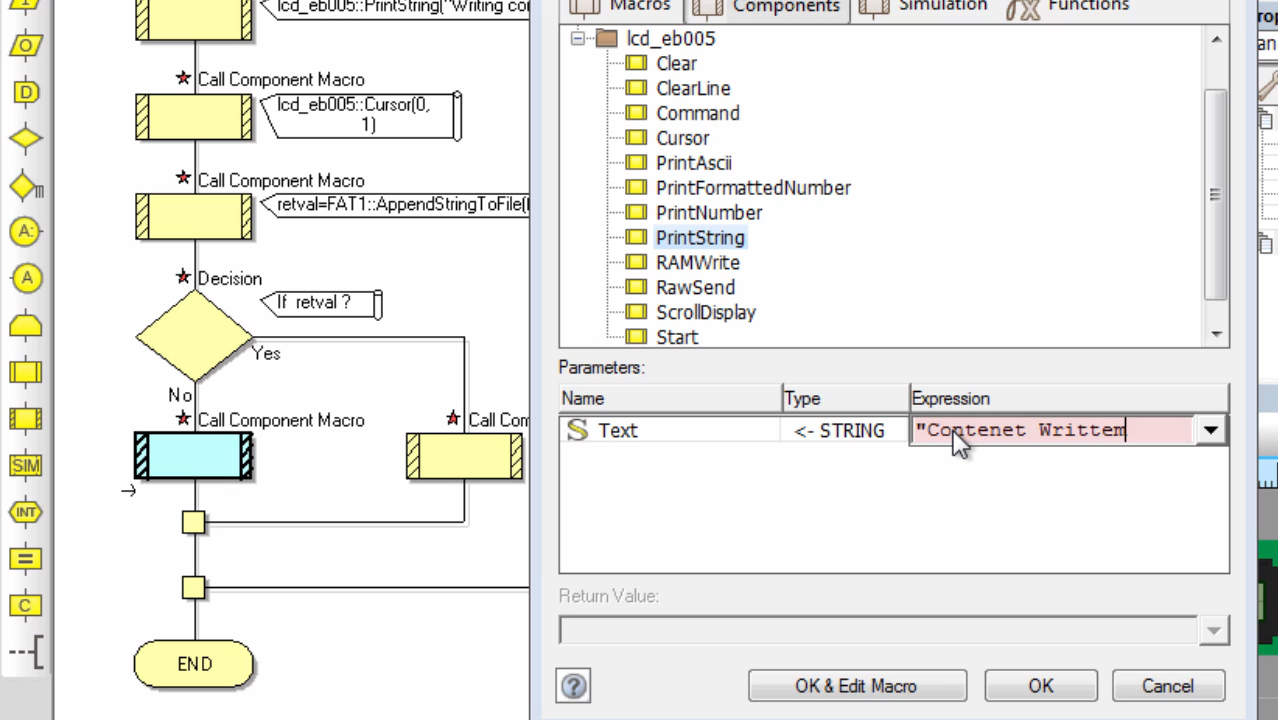 lcd_eb005::PrintString("Writing co
Call Component Macro
lcd_eb005::Cursor(0,
1)
Call Component Macro
retval=FAT1::AppendStringToFile(
Decision
If retval ?
Yes
No
Call Component Macro
Call Com
END
D
A:
A
SIM
INT
=
C
Macros
Components
Simulation
Functions
lcd_eb005
Clear
ClearLine
Command
Cursor
PrintAscii
PrintFormattedNumber
PrintNumber
PrintString
RAMWrite
RawSend
ScrollDisplay
Start
Parameters:
Name
Type
Expression
Text
<- STRING
"Contenet Writtem
Return Value:
?
OK & Edit Macro
OK
Cancel